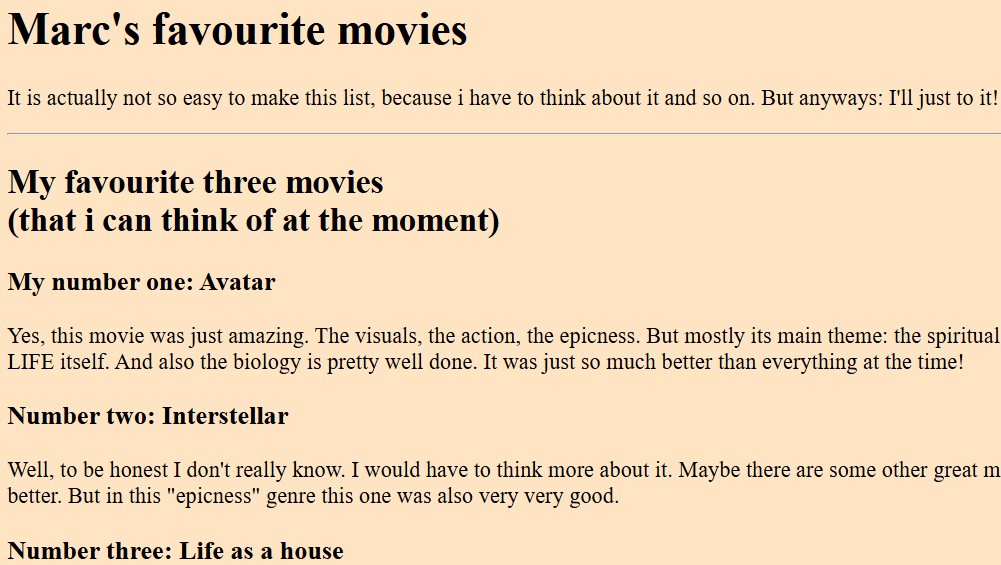 Marc's favourite movies
It is actually not so easy to make this list, because i have to think about it and so on. But anyways: I'll just to it!
My favourite three movies
(that i can think of at the moment)
My number one: Avatar
Yes, this movie was just amazing. The visuals, the action, the epicness. But mostly its main theme: the spiritual
LIFE itself. And also the biology is pretty well done. It was just so much better than everything at the time!
Number two: Interstellar
Well, to be honest I don't really know. I would have to think more about it. Maybe there are some other great m
better. But in this "epicness" genre this one was also very very good.
Number three: Life as a house